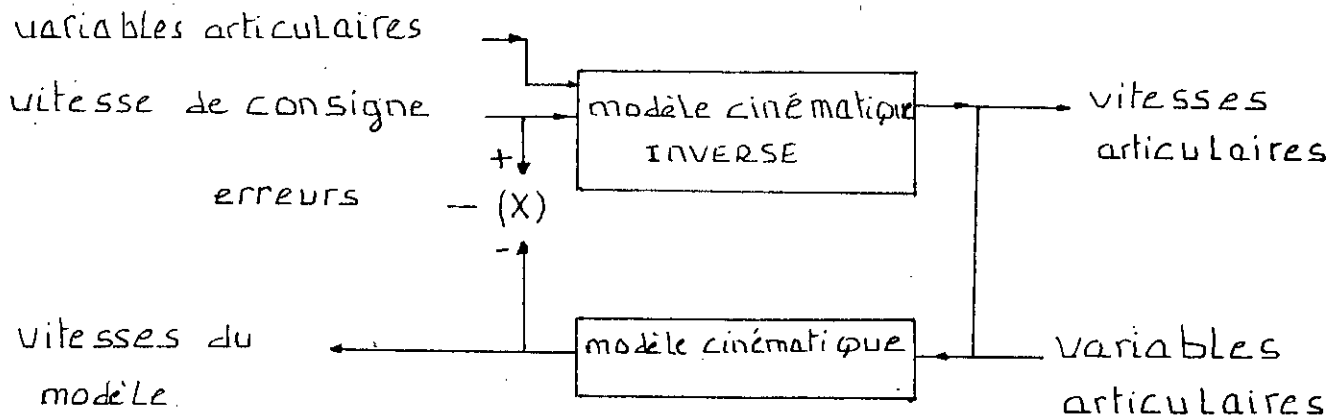 variables articulaires
vitesse de consigne
modèle cinématique
INVERSE
vitesses
articulaires
+
erreurs
— (X)
-
vitesses du
modèle.
modèle cinématique
variables
articulaires